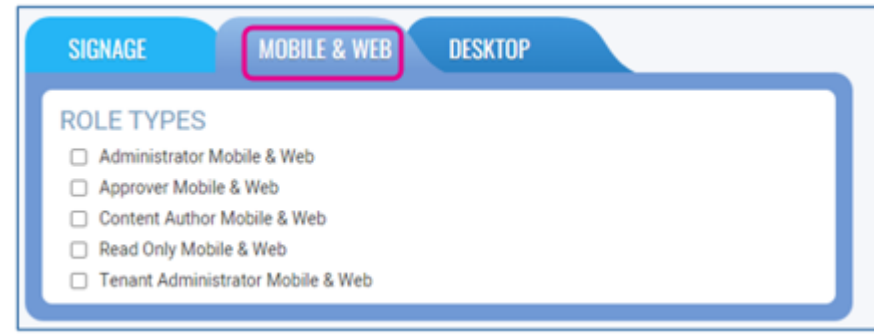 SIGNAGE MOBILE & WEB DESKTOP
ROLE TYPES
Administrator Mobile & Web
Approver Mobile & Web
Content Author Mobile & Web
Read Only Mobile & Web
Tenant Administrator Mobile & Web